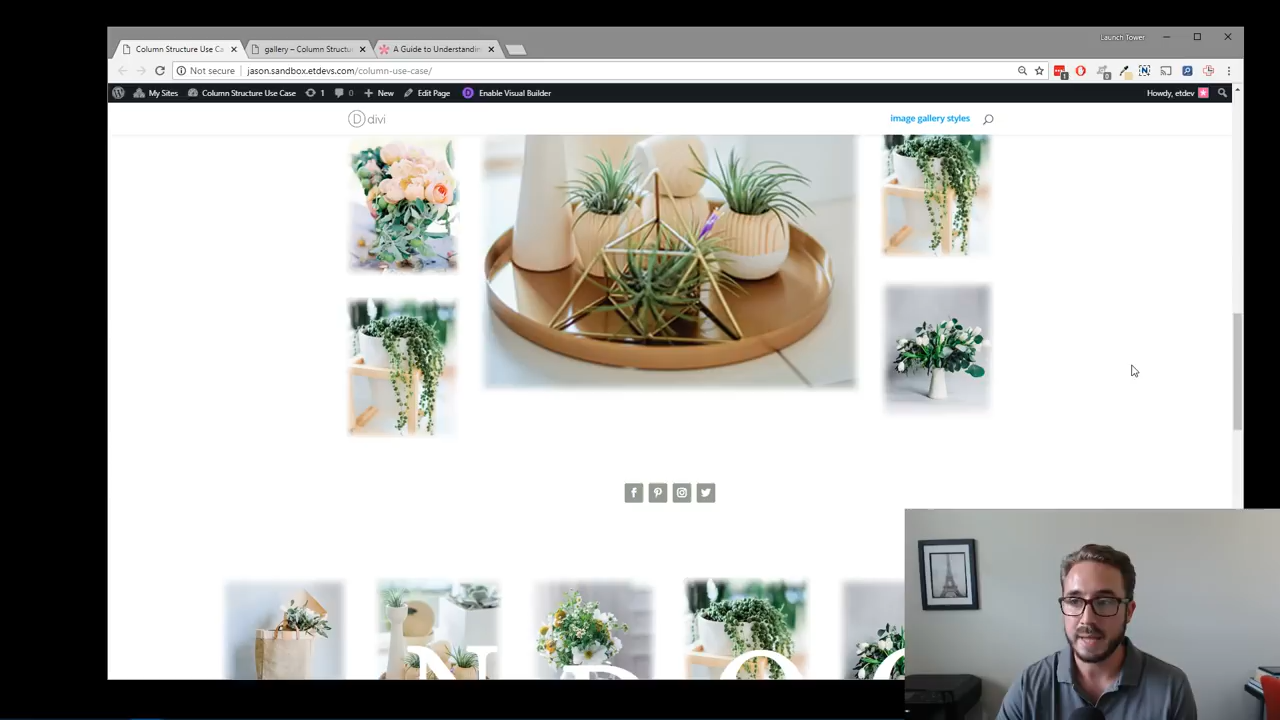 Launch Tower
Column Structure Use Ca
gallery – Column Structu
A Guide to Understandin
Not secure
jason.sandbox.etdevs.com/column-use-case/
My Sites
Column Structure Use Case
1
0
New
Edit Page
Enable Visual Builder
Howdy, etdev
D divi
image gallery styles